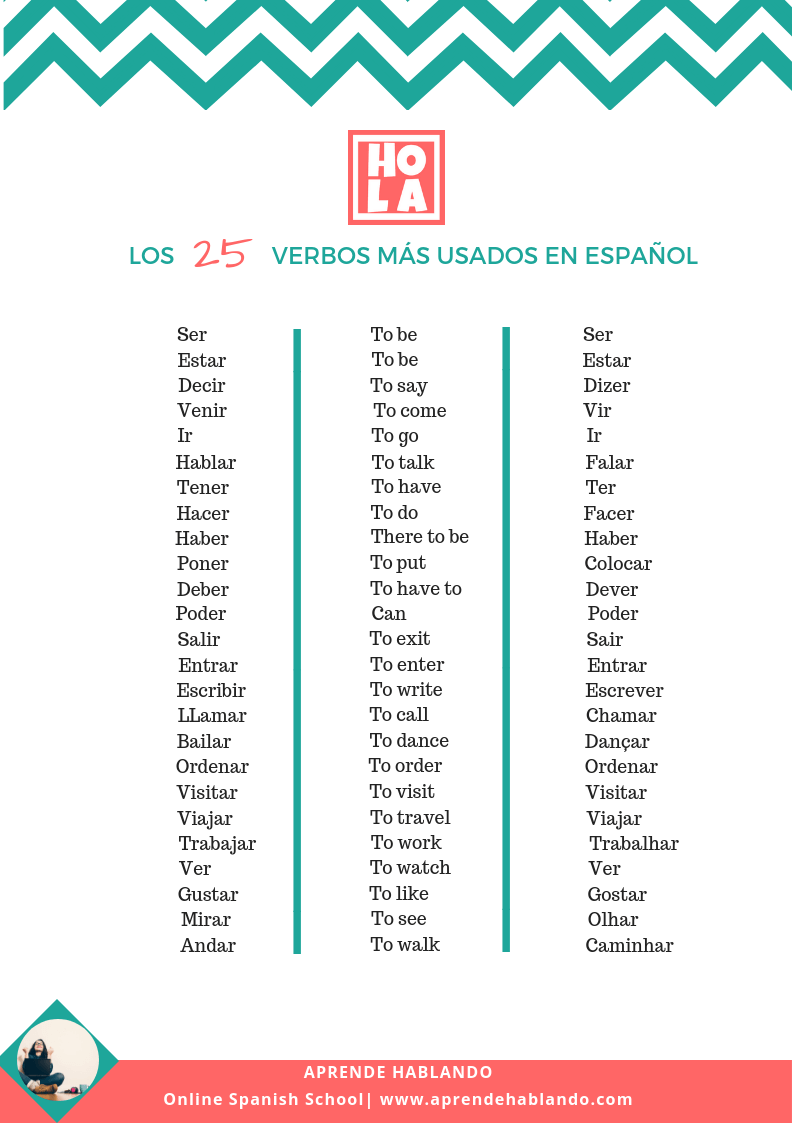 HO
LA
LOS 25 VERBOS MÁS USADOS EN ESPAÑOL
Ser To be Ser
Estar To be Estar
Decir To say Dizer
Venir To come Vir
Ir To go Ir
Hablar To talk Falar
Tener To have Ter
Hacer To do Facer
Haber There to be Haber
Poner To put Colocar
Deber To have to Dever
Poder Can Poder
Salir To exit Sair
Entrar To enter Entrar
Escribir To write Escrever
LLamar To call Chamar
Bailar To dance Dançar
Ordenar To order Ordenar
Visitar To visit Visitar
Viajar To travel Viajar
Trabajar To work Trabalhar
Ver To watch Ver
Gustar To like Gostar
Mirar To see Olhar
Andar To walk Caminhar
APRENDE HABLANDO
Online Spanish School| www.aprendehablando.com